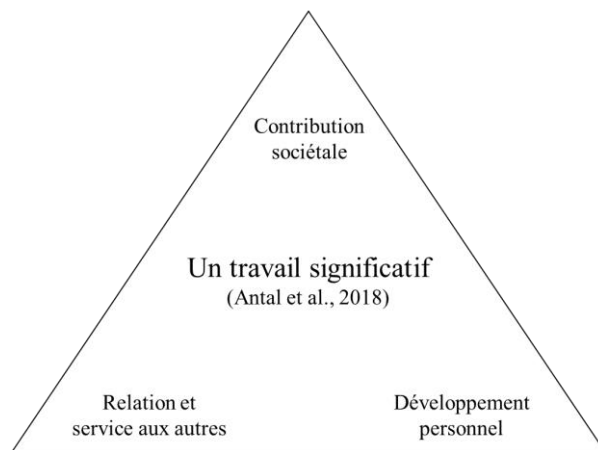 Contribution
sociétale
Un travail significatif
(Antal et al., 2018)
Relation et
service aux autres
Développement
personnel